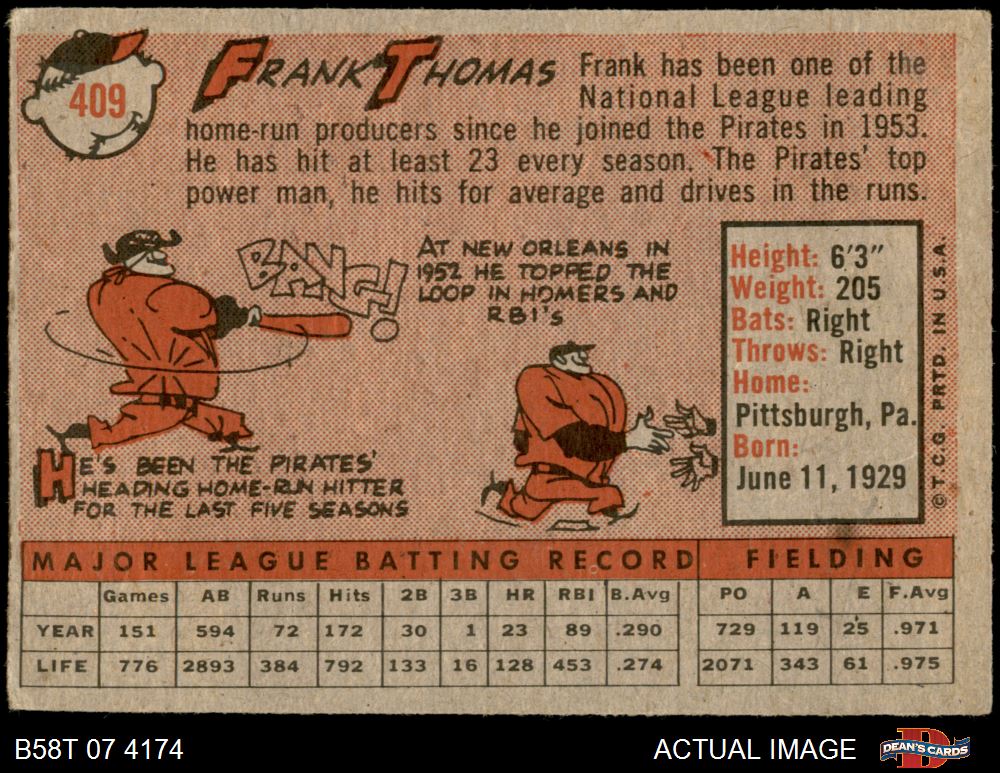 409
FRANK THOMAS
Frank has been one of the
National League leading
home-run producers since he joined the Pirates in 1953.
He has hit at least 23 every season. The Pirates' top
power man, he hits for average and drives in the runs.
BANG!
AT NEW ORLEANS IN
1952 HE TOPPED THE
LOOP IN HOMERS AND
RBI'S
HE'S BEEN THE PIRATES'
HEADING HOME-RUN HITTER
FOR THE LAST FIVE SEASONS
Height: 6'3"
Weight: 205
Bats: Right
Throws: Right
Home:
Pittsburgh, Pa.
Born:
June 11, 1929
© T.C.G. PRTD. IN U.S.A.
MAJOR LEAGUE BATTING RECORD FIELDING
Games AB Runs Hits 2B 3B HR RBI B.Avg PO A E F.Avg
YEAR 151 594 72 172 30 1 23 89 .290 729 119 25 .971
LIFE 776 2893 384 792 133 16 128 453 .274 2071 343 61 .975
B58T 07 4174 ACTUAL IMAGE DEAN'S CARDS